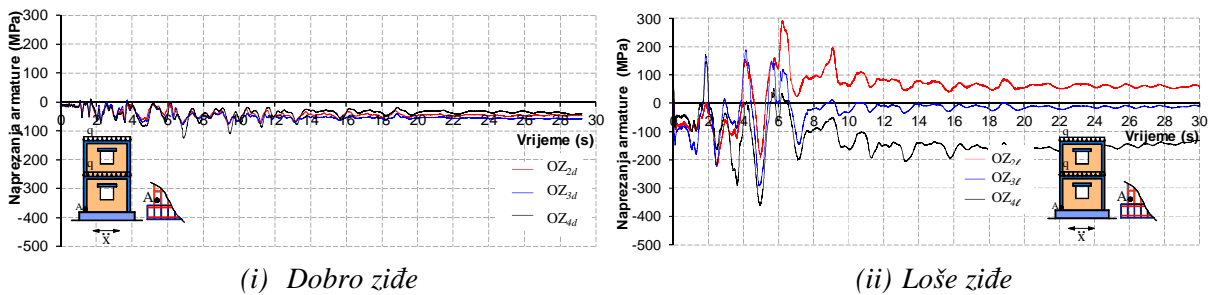 Naprezanja armature (MPa)
300
200
100
0
-100
-200
-300
-400
-500
0 2 4 6 8 10 12 14 16 18 20 22 24 26 28 30
Vrijeme (s)
OZ2d
OZ3d
OZ4d
q
q
A
A
ẍ
(i) Dobro ziđe
Naprezanja armature (MPa)
300
200
100
0
-100
-200
-300
-400
-500
0 2 4 6 8 10 12 14 16 18 20 22 24 26 28 30
Vrijeme (s)
OZ2ℓ
OZ3ℓ
OZ4ℓ
q
q
A
A
ẍ
(ii) Loše ziđe